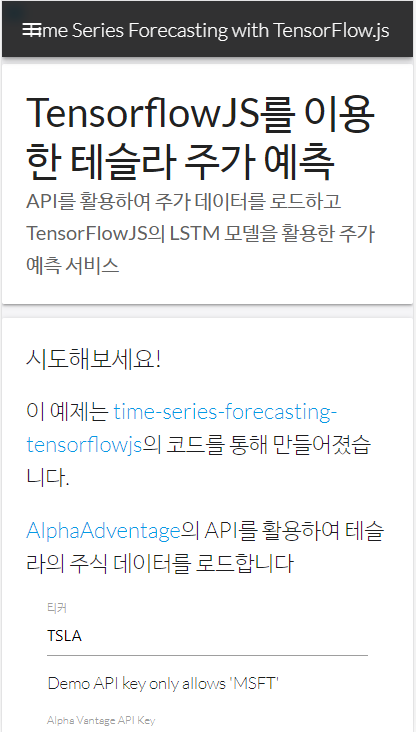 Time Series Forecasting with TensorFlow.js
TensorflowJS를 이용
한 테슬라 주가 예측
API를 활용하여 주가 데이터를 로드하고
TensorFlowJS의 LSTM 모델을 활용한 주가
예측 서비스
시도해보세요!
이 예제는 time-series-forecasting-
tensorflowjs의 코드를 통해 만들어졌습
니다.
AlphaAdventage의 API를 활용하여 테슬
라의 주식 데이터를 로드합니다
티커
TSLA
Demo API key only allows 'MSFT'
Alpha Vantage API Key